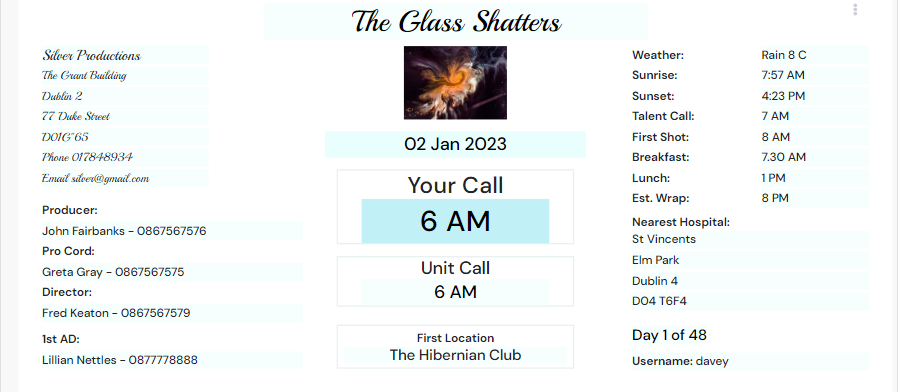 The Glass Shatters
Silver Productions
The Grant Building
Dublin 2
77 Duke Street
D01G^65
Phone 017848934
Email silver@gmail.com
Producer:
John Fairbanks - 0867567576
Pro Cord:
Greta Gray - 0867567575
Director:
Fred Keaton - 0867567579
1st AD:
Lillian Nettles - 0877778888
02 Jan 2023
Your Call
6 AM
Unit Call
6 AM
First Location
The Hibernian Club
Weather: Rain 8 C
Sunrise: 7:57 AM
Sunset: 4:23 PM
Talent Call: 7 AM
First Shot: 8 AM
Breakfast: 7.30 AM
Lunch: 1 PM
Est. Wrap: 8 PM
Nearest Hospital:
St Vincents
Elm Park
Dublin 4
D04 T6F4
Day 1 of 48
Username: davey